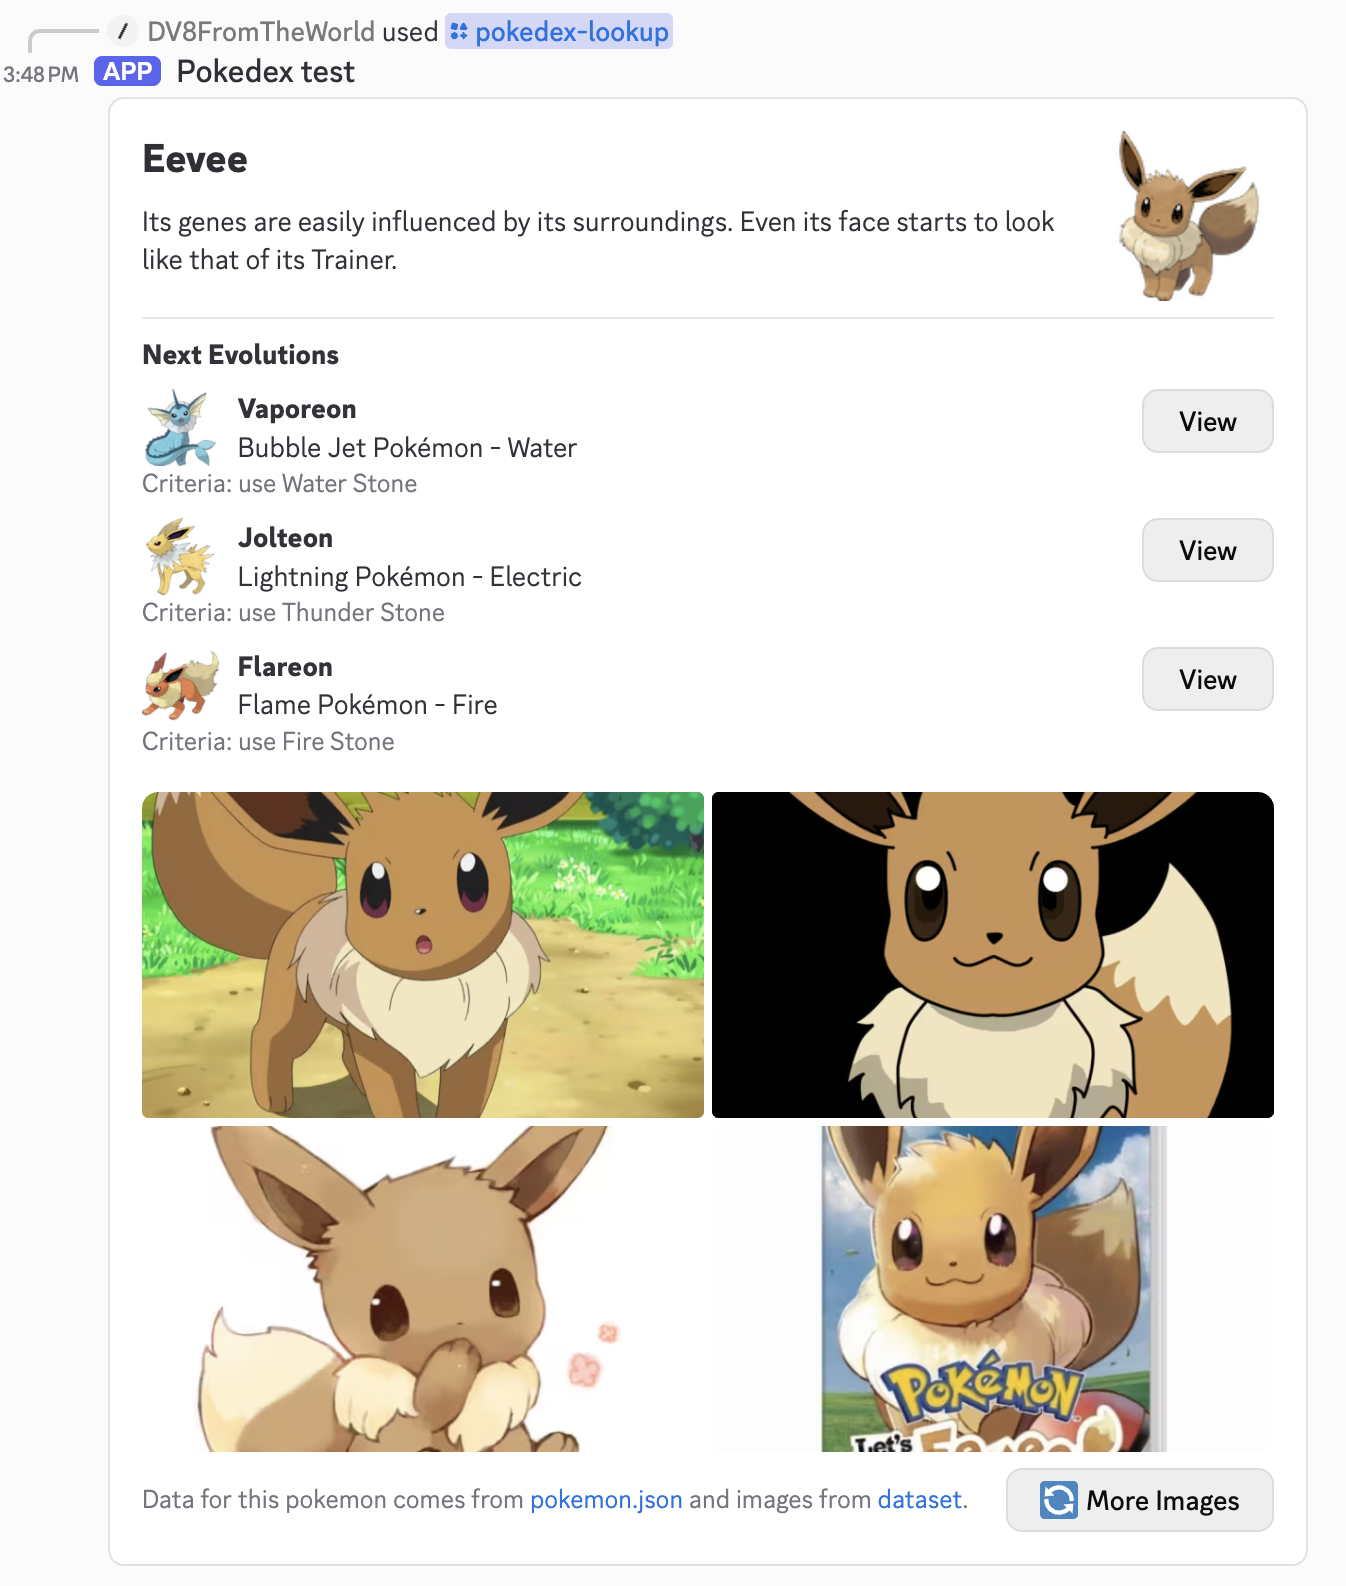 / DV8FromTheWorld used pokedex-lookup
3:48 PM APP Pokedex test
Eevee
Its genes are easily influenced by its surroundings. Even its face starts to look
like that of its Trainer.
Next Evolutions
Vaporeon
Bubble Jet Pokémon - Water
View
Criteria: use Water Stone
Jolteon
Lightning Pokémon - Electric
View
Criteria: use Thunder Stone
Flareon
Flame Pokémon - Fire
View
Criteria: use Fire Stone
POKéMON
Let's
Data for this pokemon comes from pokemon.json and images from dataset.
More Images